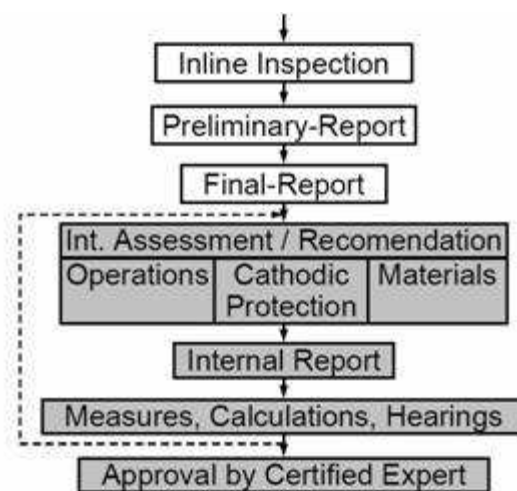 Inline Inspection
Preliminary-Report
Final-Report
Int. Assessment / Recomendation
Operations
Cathodic
Protection
Materials
Internal Report
Measures, Calculations, Hearings
Approval by Certified Expert